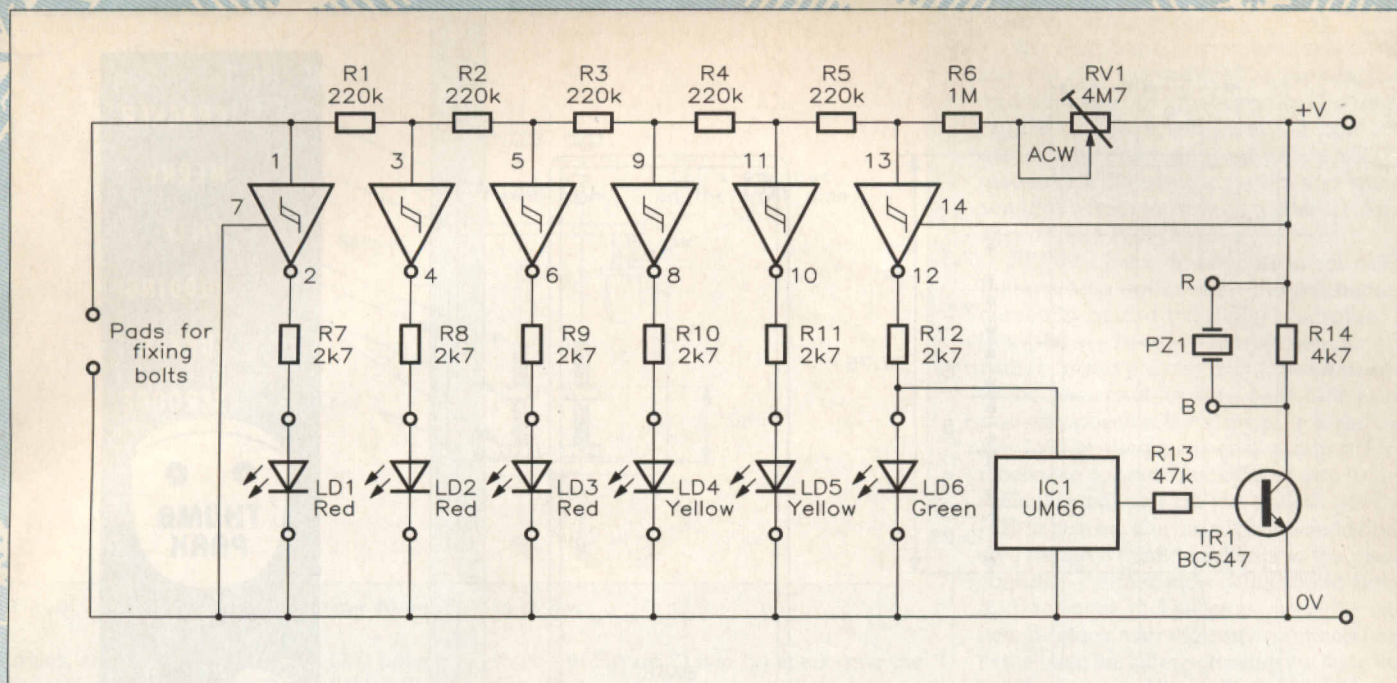 R1
220k
R2
220k
R3
220k
R4
220k
R5
220k
R6
1M
RV1
4M7
+V
ACW
1
3
5
9
11
13
7
14
2
4
6
8
10
12
R
PZ1
B
R14
4k7
Pads for
fixing
bolts
R7
2k7
R8
2k7
R9
2k7
R10
2k7
R11
2k7
R12
2k7
LD1
Red
LD2
Red
LD3
Red
LD4
Yellow
LD5
Yellow
LD6
Green
IC1
UM66
R13
47k
TR1
BC547
0V
THUMB